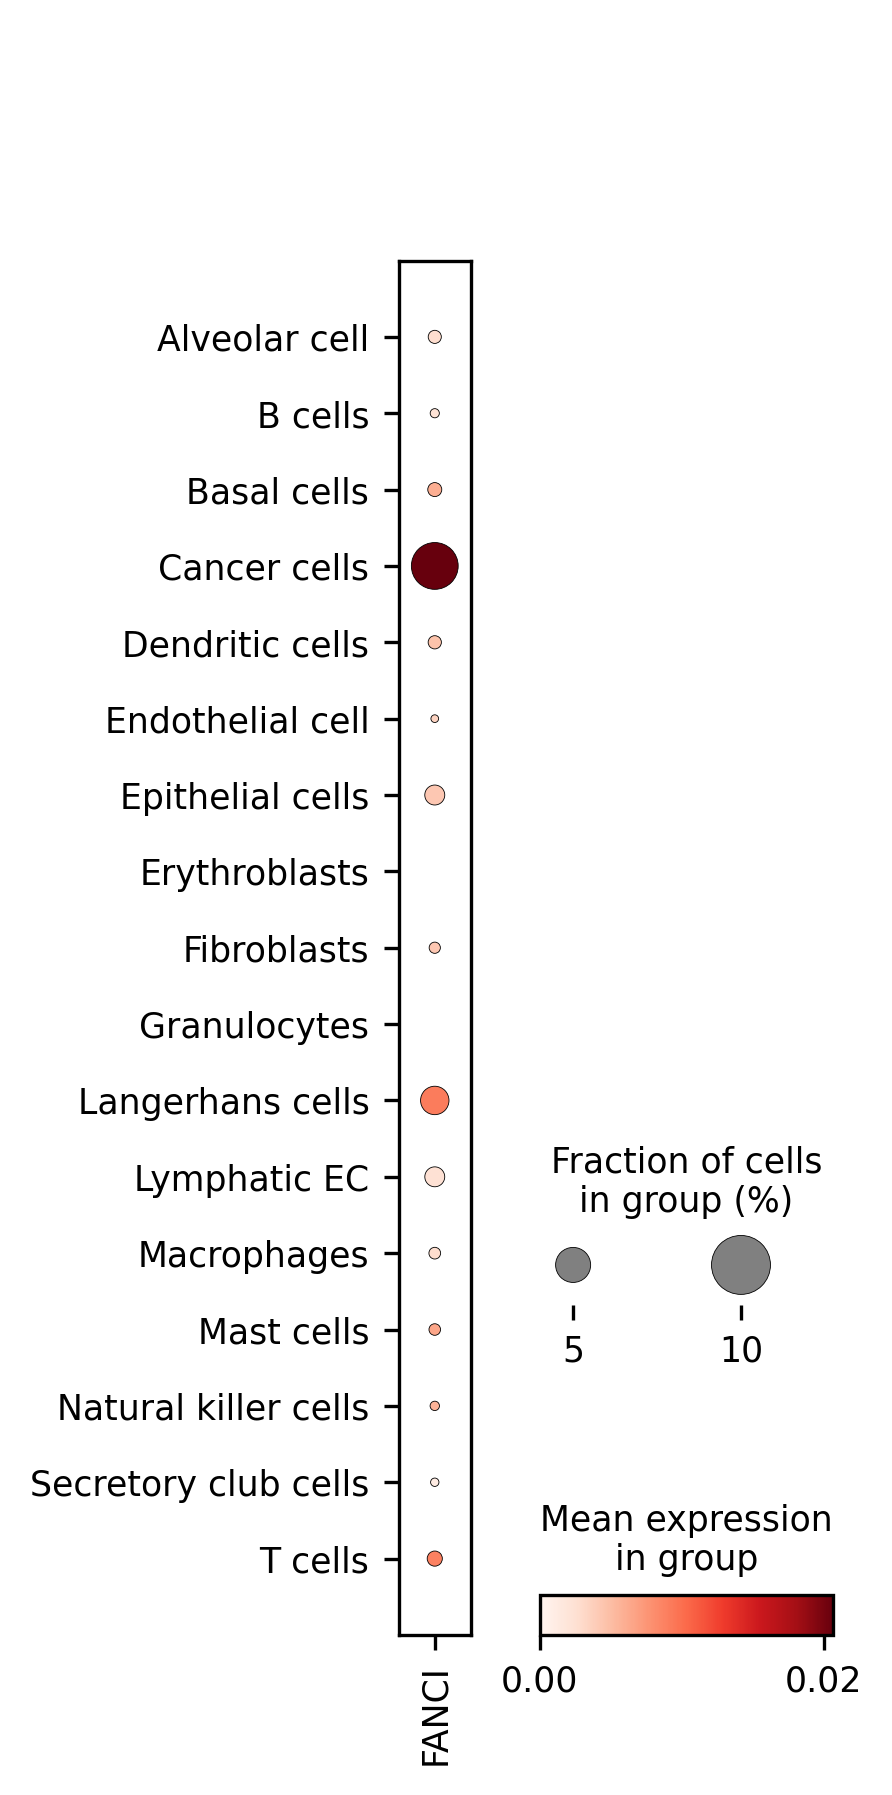 Alveolar cell
B cells
Basal cells
Cancer cells
Dendritic cells
Endothelial cell
Epithelial cells
Erythroblasts
Fibroblasts
Granulocytes
Langerhans cells
Lymphatic EC
Macrophages
Mast cells
Natural killer cells
Secretory club cells
T cells
FANCI
Fraction of cells
in group (%)
5 10
Mean expression
in group
0.00 0.02